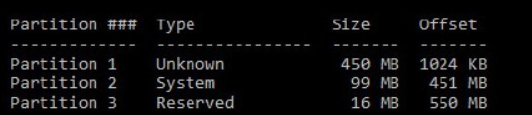 Partition ###  Type              Size     Offset
-------------  ----------------  -------  -------
Partition 1    Unknown            450 MB  1024 KB
Partition 2    System              99 MB   451 MB
Partition 3    Reserved            16 MB   550 MB